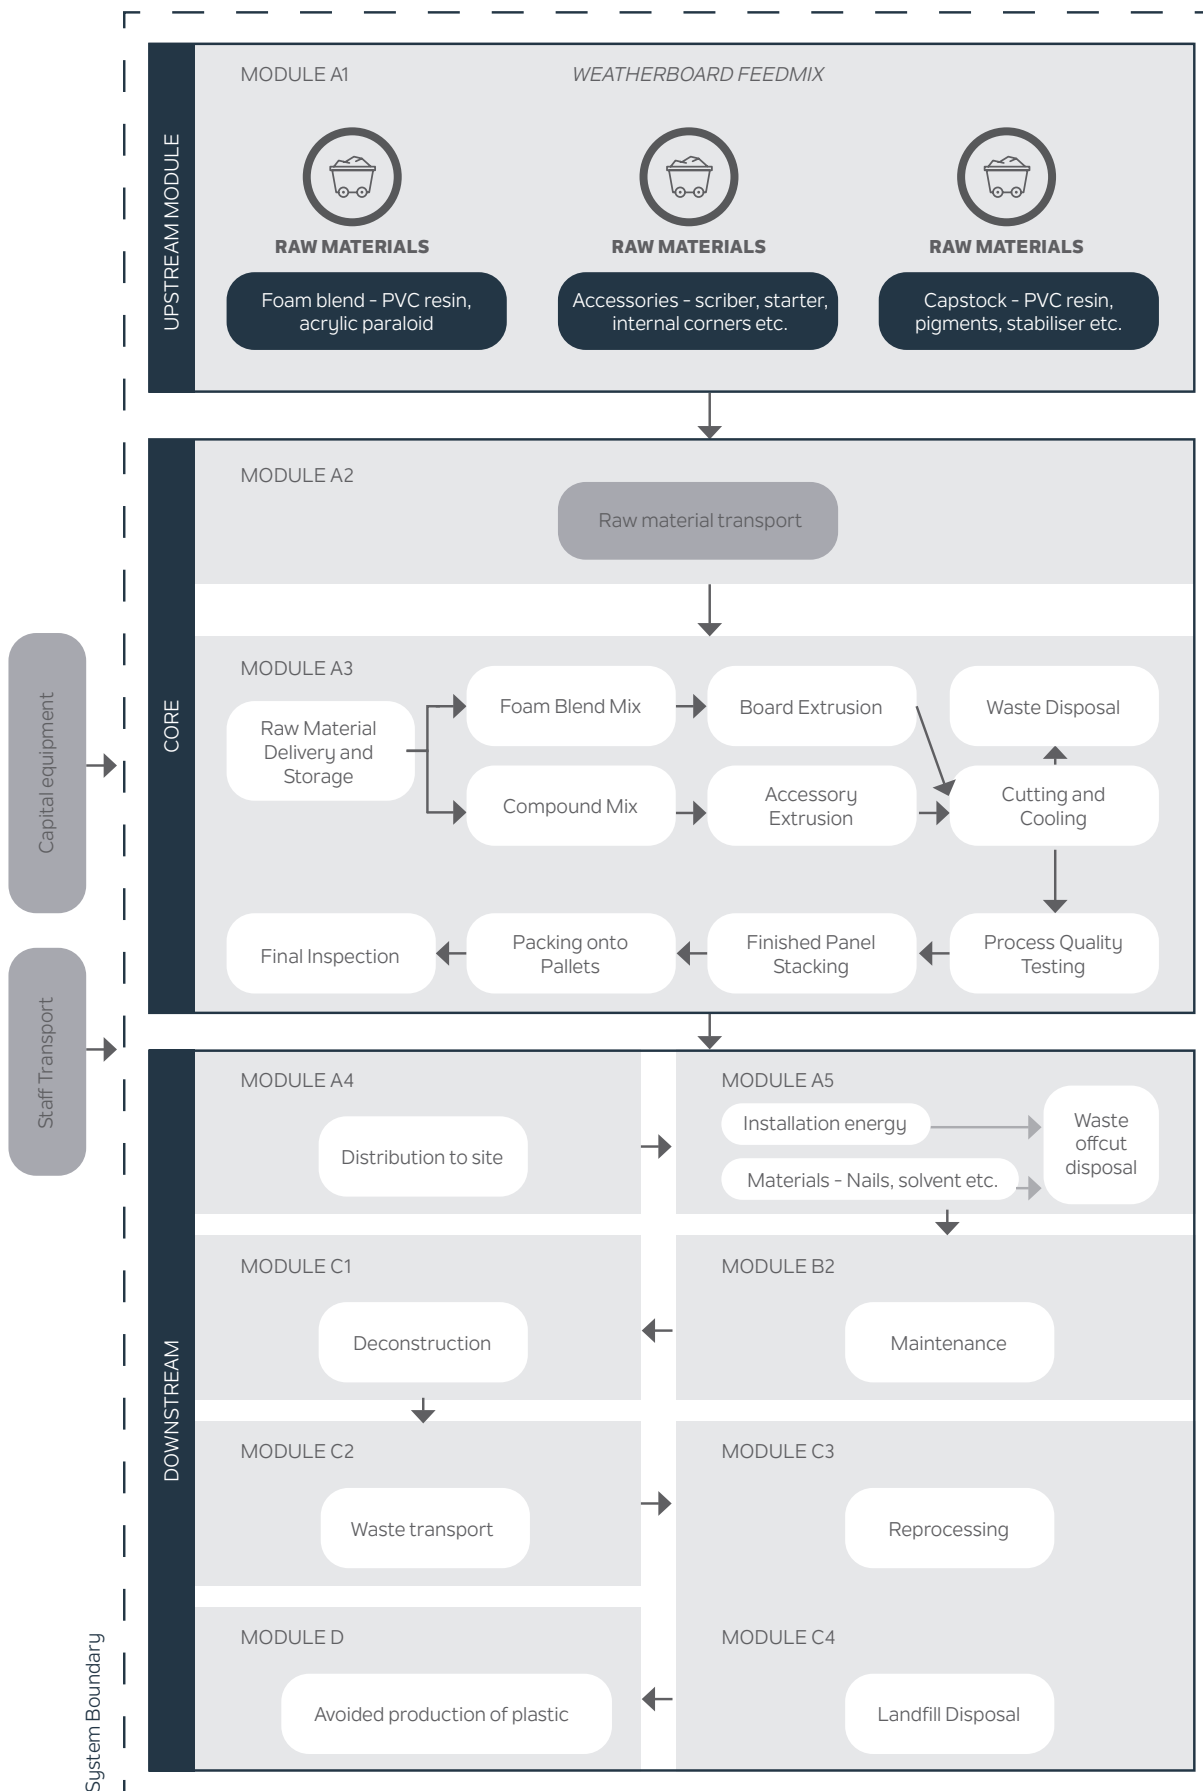 MODULE A1
WEATHERBOARD FEEDMIX
UPSTREAM MODULE
RAW MATERIALS
RAW MATERIALS
RAW MATERIALS
Foam blend - PVC resin,
acrylic paraloid
Accessories - scriber, starter,
internal corners etc.
Capstock - PVC resin,
pigments, stabiliser etc.
MODULE A2
Raw material transport
CORE
MODULE A3
Raw Material
Delivery and
Storage
Foam Blend Mix
Board Extrusion
Waste Disposal
Compound Mix
Accessory
Extrusion
Cutting and
Cooling
Final Inspection
Packing onto
Pallets
Finished Panel
Stacking
Process Quality
Testing
Capital equipment
Staff Transport
DOWNSTREAM
MODULE A4
Distribution to site
MODULE A5
Installation energy
Materials - Nails, solvent etc.
Waste
offcut
disposal
MODULE C1
Deconstruction
MODULE B2
Maintenance
MODULE C2
Waste transport
MODULE C3
Reprocessing
MODULE D
Avoided production of plastic
MODULE C4
Landfill Disposal
System Boundary